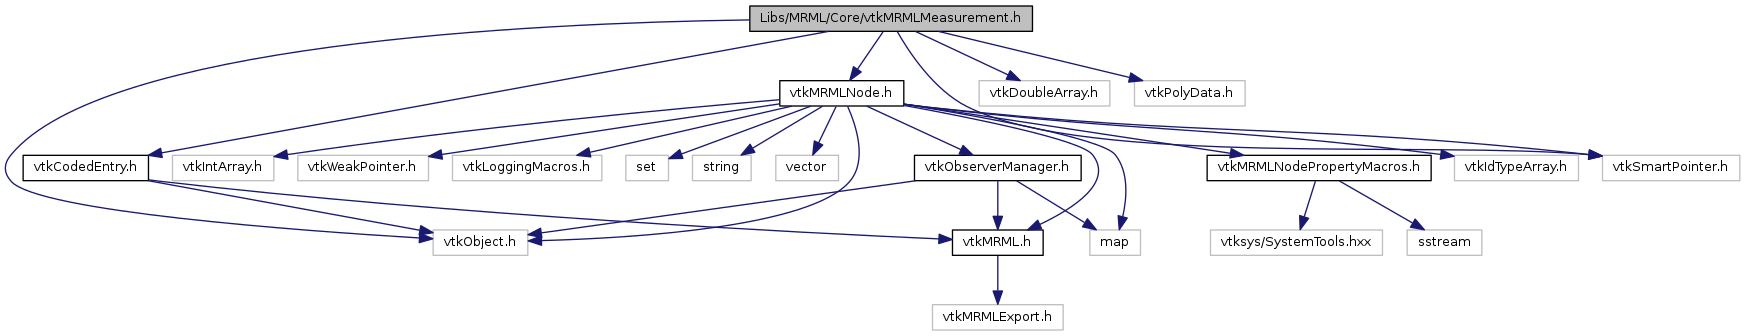 Libs/MRML/Core/vtkMRMLMeasurement.h
vtkMRMLNode.h
vtkDoubleArray.h
vtkPolyData.h
vtkCodedEntry.h
vtkIntArray.h
vtkWeakPointer.h
vtkLoggingMacros.h
set
string
vector
vtkObserverManager.h
vtkMRMLNodePropertyMacros.h
vtkIdTypeArray.h
vtkSmartPointer.h
vtkObject.h
vtkMRML.h
map
vtksys/SystemTools.hxx
sstream
vtkMRMLExport.h